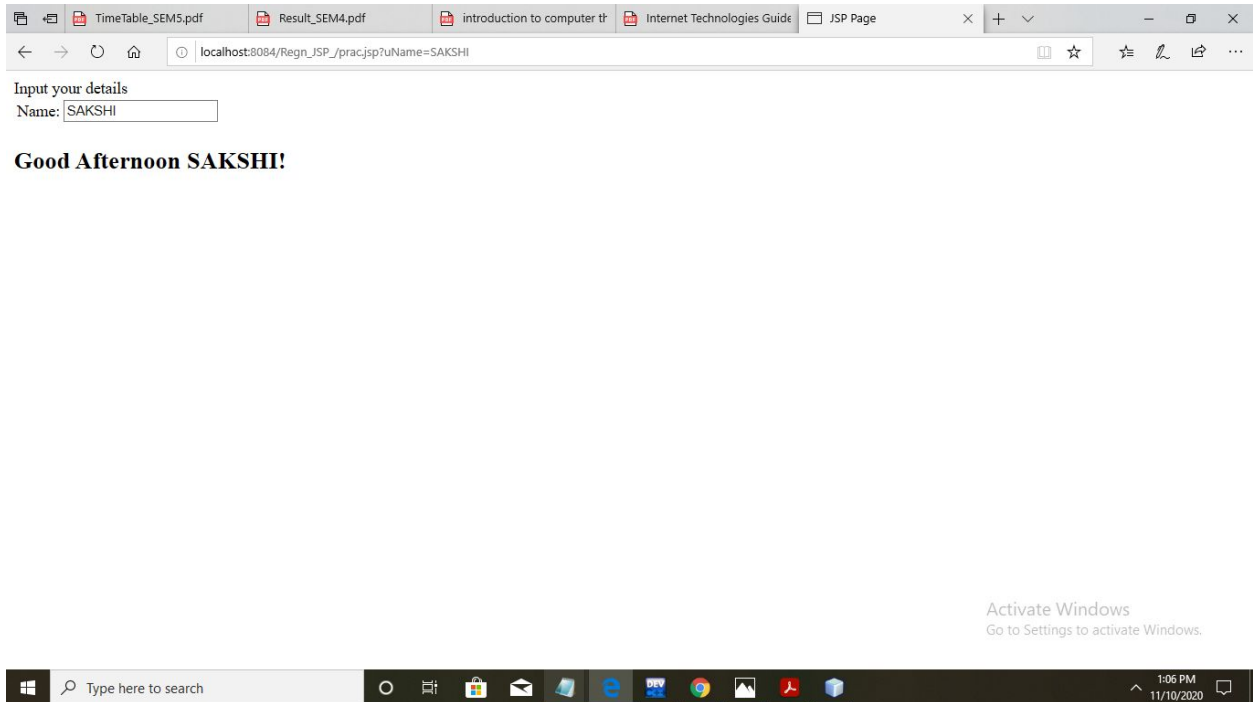 TimeTable_SEM5.pdf
Result_SEM4.pdf
introduction to computer th
Internet Technologies Guide
JSP Page
localhost:8084/Regn_JSP_/prac.jsp?uName=SAKSHI
Input your details
Name: SAKSHI
Good Afternoon SAKSHI!
Activate Windows
Go to Settings to activate Windows.
Type here to search
DEV
1:06 PM
11/10/2020